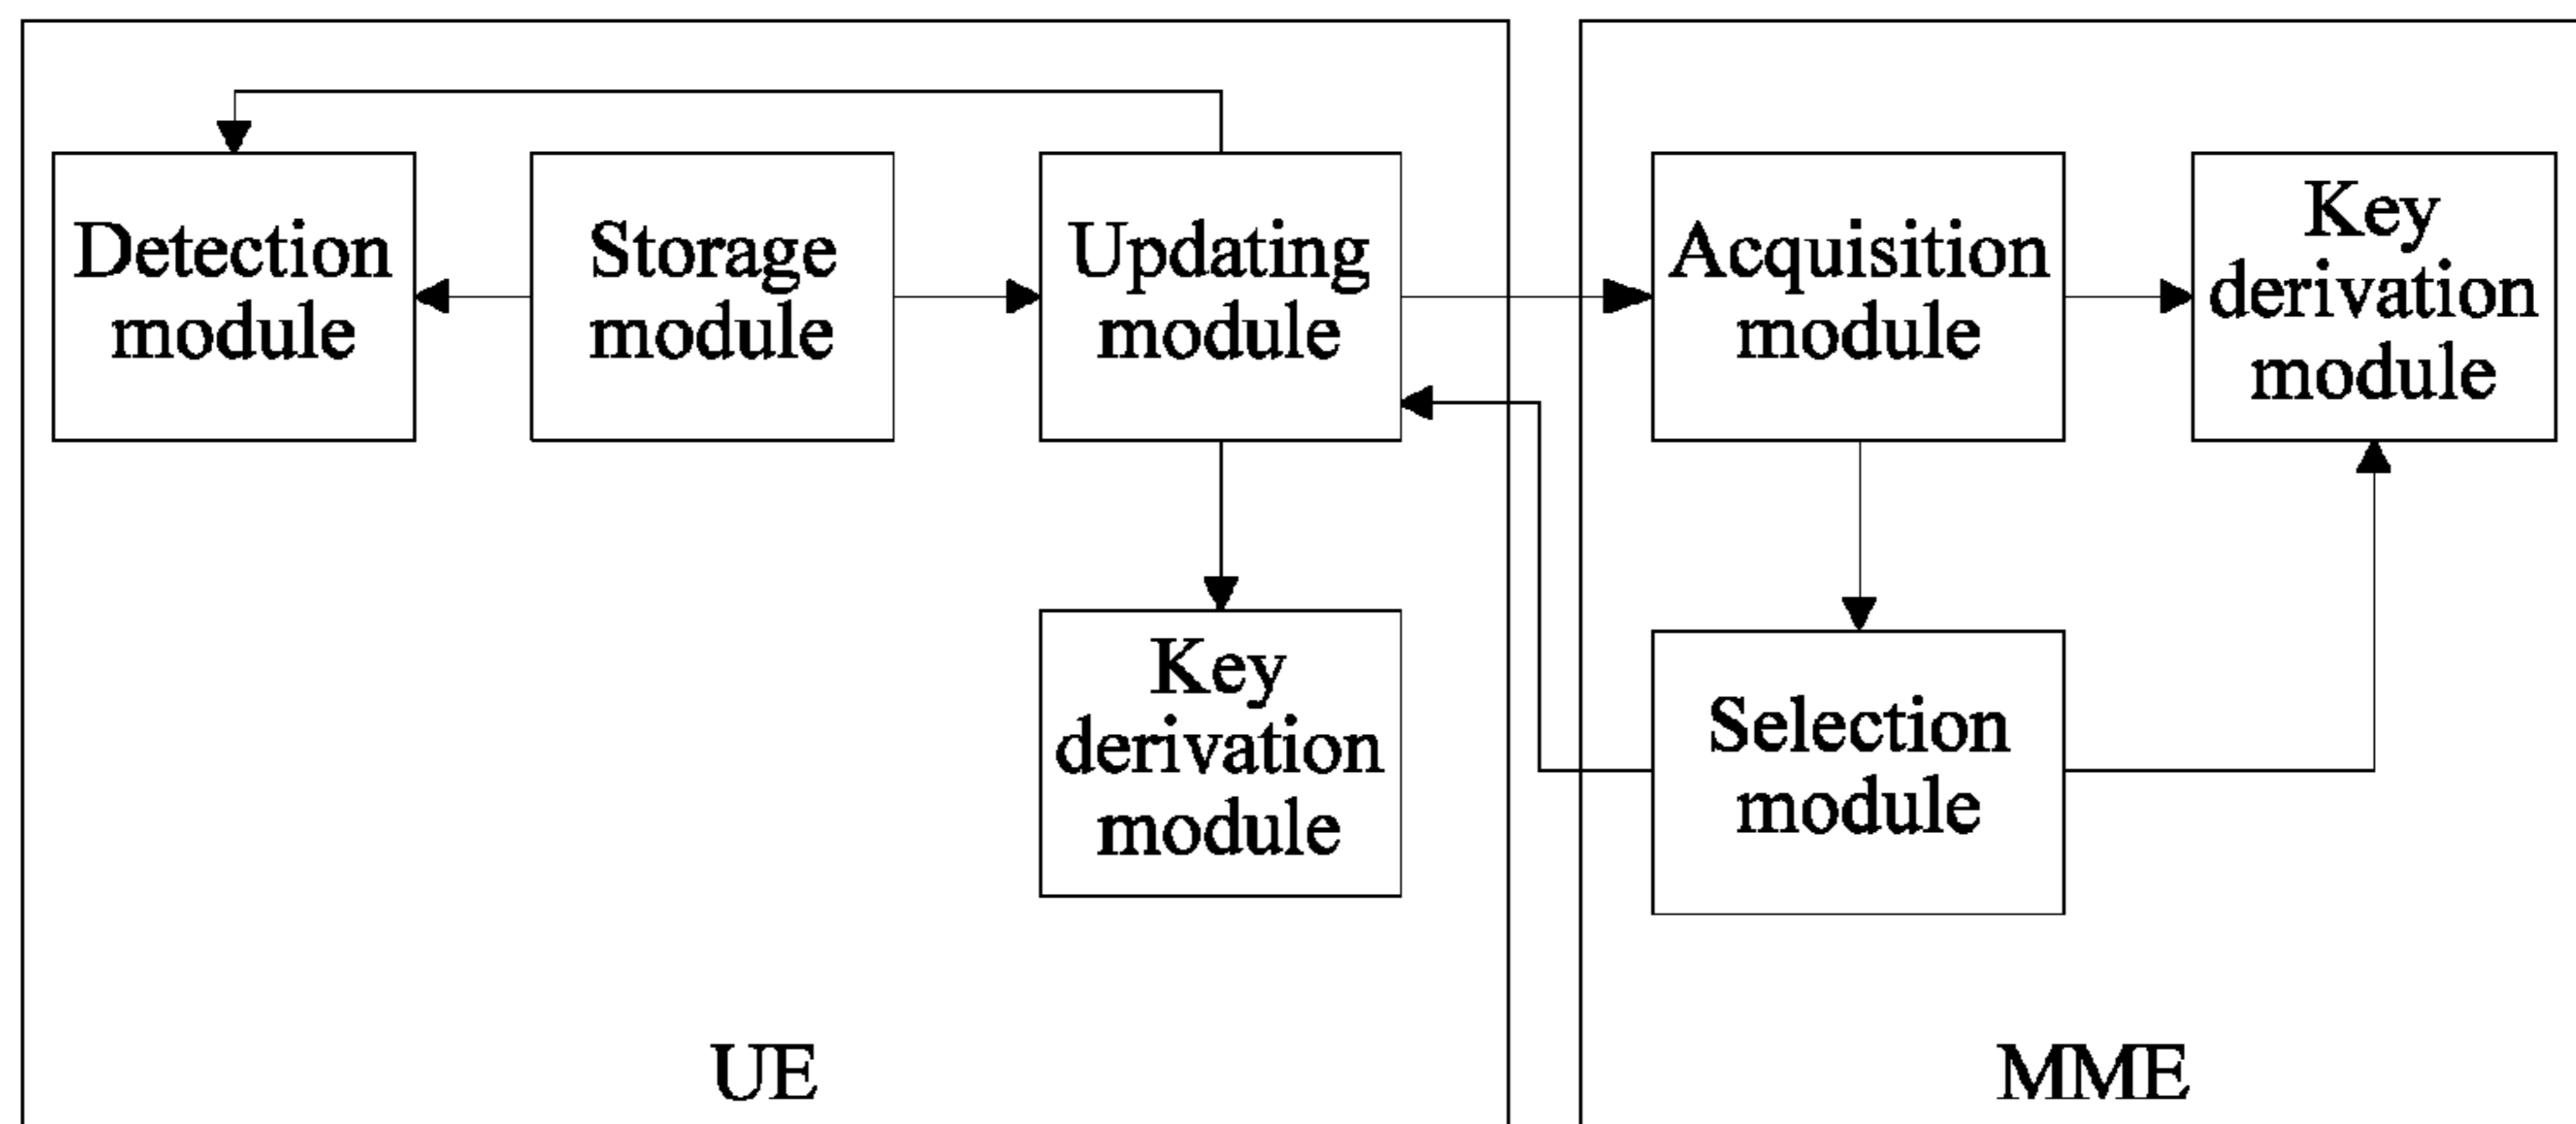 Detection
module
Storage
module
Updating
module
Acquisition
module
Key
derivation
module
Key
derivation
module
Selection
module
UE
MME